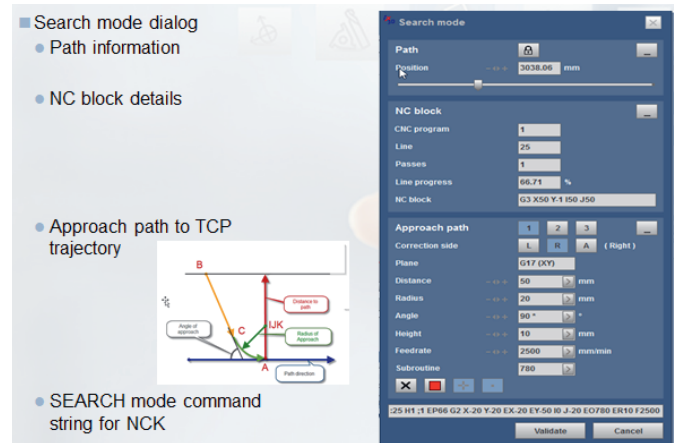 Search mode dialog
Path information
NC block details
Approach path to TCP
trajectory
B
Distance to
path
Angle of
approach
C
IJK
Radius of
Approach
A
Path direction
SEARCH mode command
string for NCK
Search mode
Path
Position 3038.06 mm
NC block
CNC program 1
Line 25
Passes 1
Line progress 66.71 %
NC block G3 X50 Y-1 I50 J50
Approach path 1 2 3
Correction side L R A ( Right )
Plane G17 (XY)
Distance 50 mm
Radius 20 mm
Angle 90 ° °
Height 10 mm
Feedrate 2500 mm/min
Subroutine 780
;25 H1 ;1 EP66 G2 X-20 Y-20 EX-20 EY-50 I0 J-20 EO780 ER10 F2500
Validate Cancel